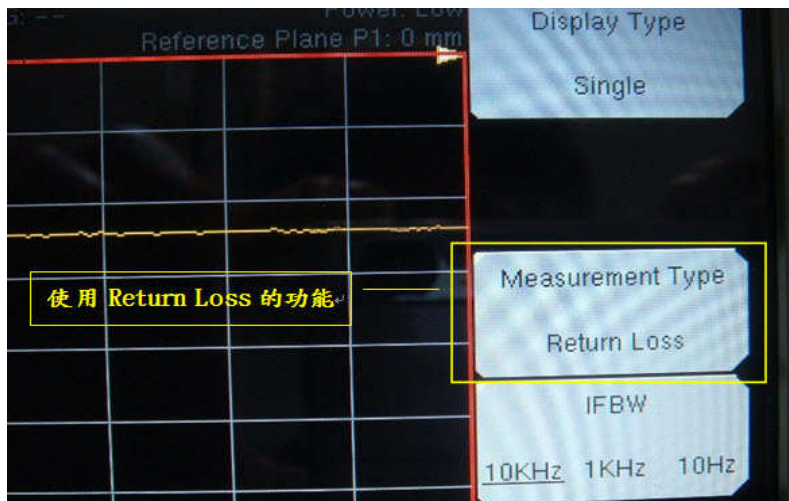 Power: Low
Reference Plane P1: 0 mm
Display Type
Single
使用 Return Loss 的功能
Measurement Type
Return Loss
IFBW
10KHz 1KHz 10Hz